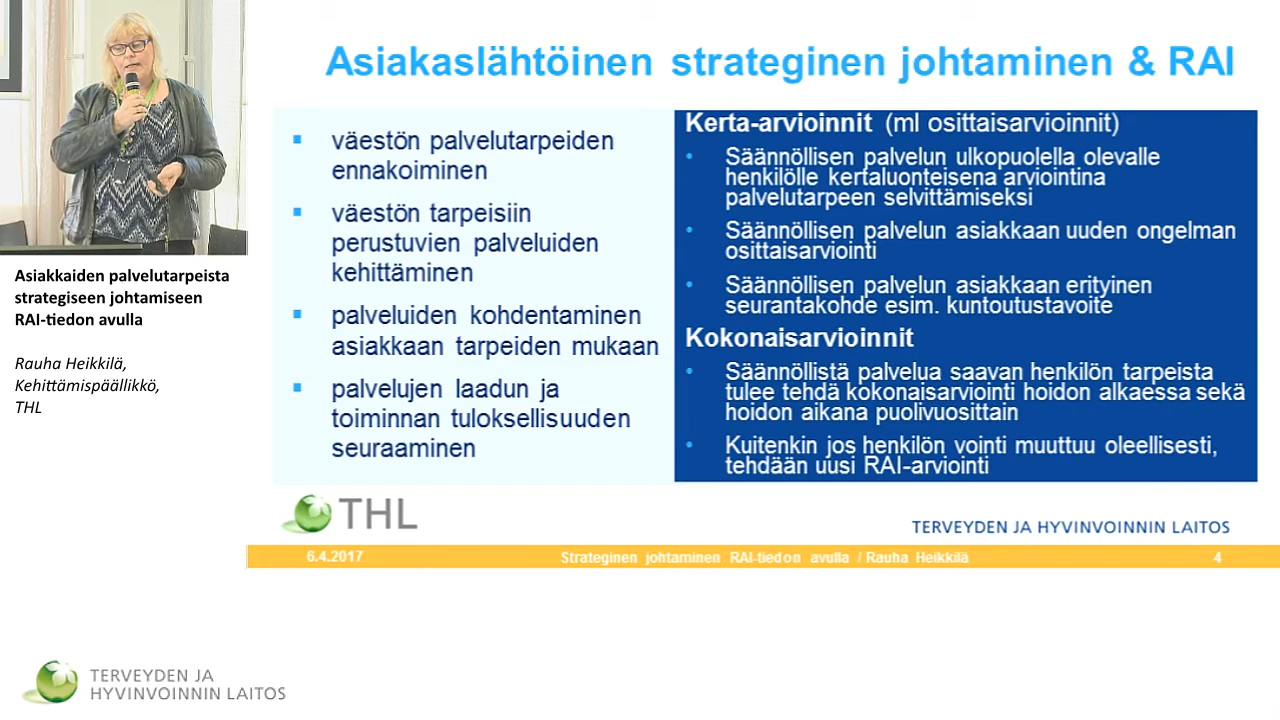 Asiakaslähtöinen strateginen johtaminen & RAI
väestön palvelutarpeiden
ennakoiminen
väestön tarpeisiin
perustuvien palveluiden
kehittäminen
palveluiden kohdentaminen
asiakkaan tarpeiden mukaan
palvelujen laadun ja
toiminnan tuloksellisuuden
seuraaminen
Kerta-arvioinnit (ml osittaisarvioinnit)
Säännöllisen palvelun ulkopuolella olevalle
henkilölle kertaluonteisena arviointina
palvelutarpeen selvittämiseksi
Säännöllisen palvelun asiakkaan uuden ongelman
osittaisarviointi
Säännöllisen palvelun asiakkaan erityinen
seurantakohde esim. kuntoutustavoite
Kokonaisarvioinnit
Säännöllistä palvelua saavan henkilön tarpeista
tulee tehdä kokonaisarviointi hoidon alkaessa sekä
hoidon aikana puolivuosittain
Kuitenkin jos henkilön vointi muuttuu oleellisesti,
tehdään uusi RAI-arviointi
THL
TERVEYDEN JA HYVINVOINNIN LAITOS
6.4.2017
Strateginen johtaminen RAI-tiedon avulla / Rauha Heikkilä
4
Asiakkaiden palvelutarpeista
strategiseen johtamiseen
RAI-tiedon avulla
Rauha Heikkilä,
Kehittämispäällikkö,
THL
TERVEYDEN JA
HYVINVOINNIN LAITOS